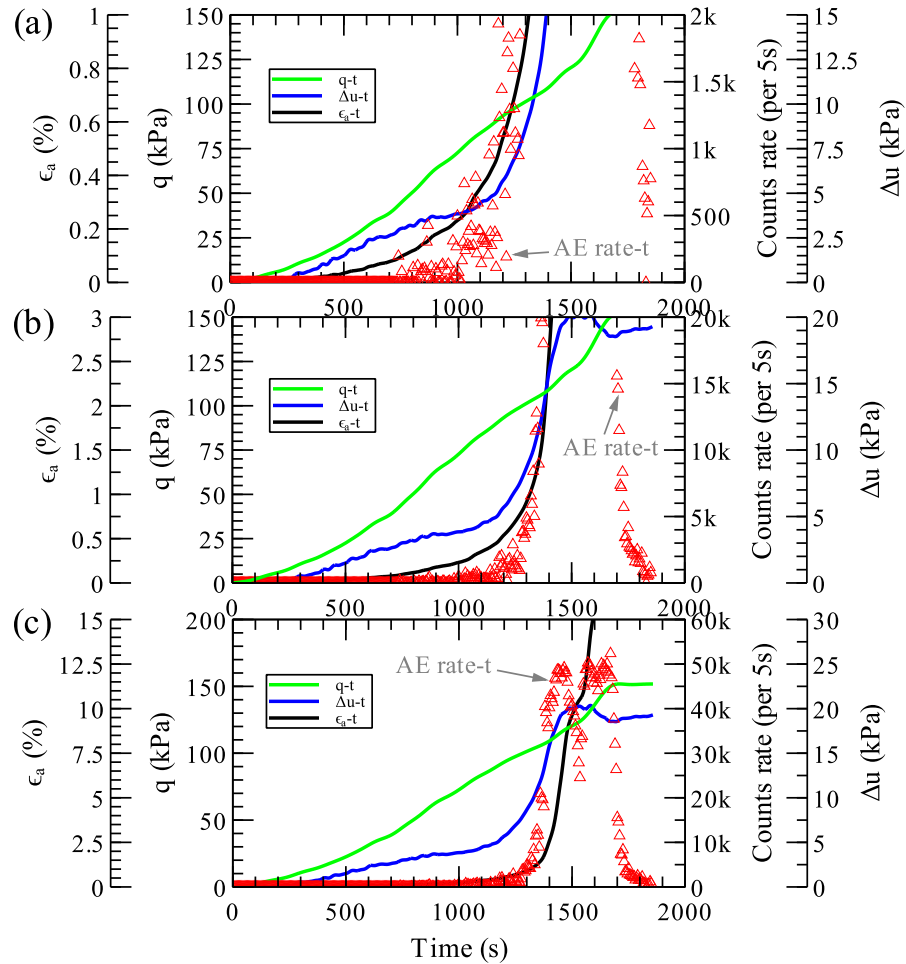 (a)
ϵa (%)
1
0.8
0.6
0.4
0.2
0
q (kPa)
150
125
100
75
50
25
0
q-t
Δu-t
ϵa-t
AE rate-t
2k
1.5k
1k
500
0
Counts rate (per 5s)
15
12.5
10
7.5
5
2.5
0
Δu (kPa)
0 500 1000 1500 2000
(b)
ϵa (%)
3
2.5
2
1.5
1
0.5
0
q (kPa)
150
125
100
75
50
25
0
q-t
Δu-t
ϵa-t
AE rate-t
20k
15k
10k
5k
0
Counts rate (per 5s)
20
15
10
5
0
Δu (kPa)
0 500 1000 1500 2000
(c)
ϵa (%)
15
12.5
10
7.5
5
2.5
0
q (kPa)
200
150
100
50
0
q-t
Δu-t
ϵa-t
AE rate-t
60k
50k
40k
30k
20k
10k
0
Counts rate (per 5s)
30
25
20
15
10
5
0
Δu (kPa)
0 500 1000 1500 2000
Time (s)